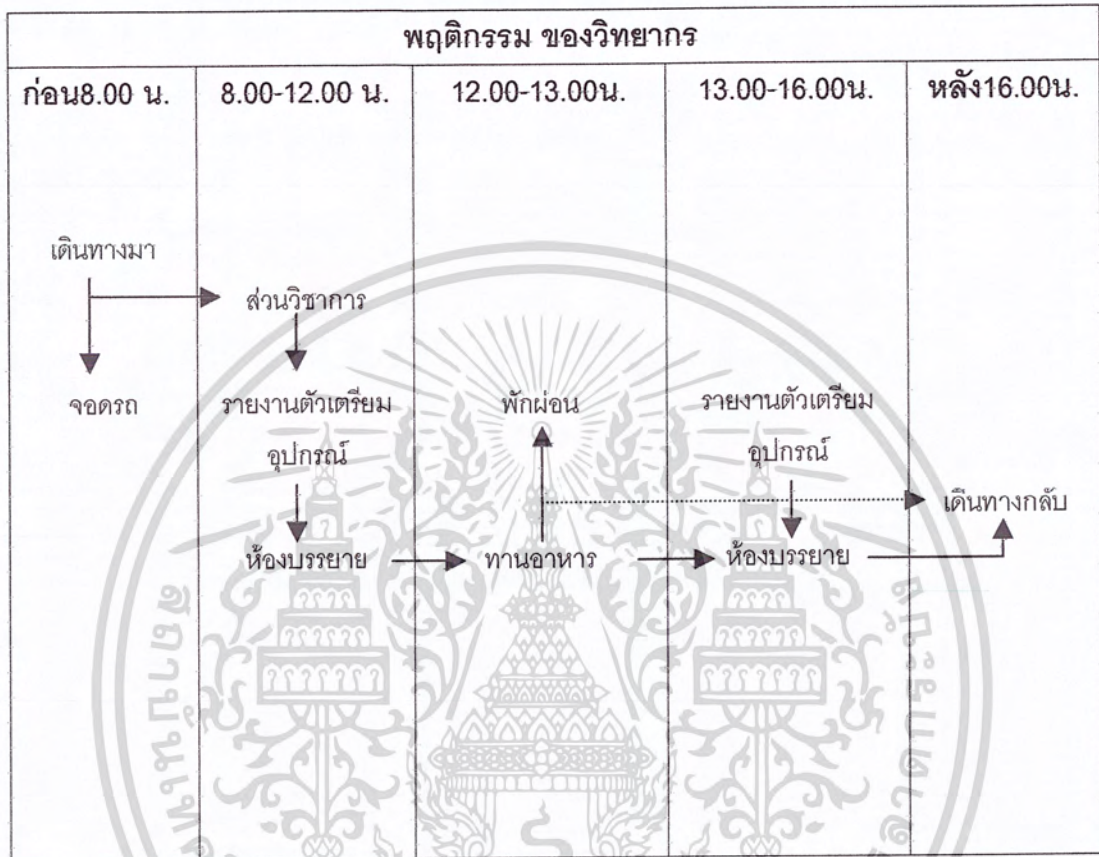 พฤติกรรม ของวิทยากร
ก่อน8.00 น. 8.00-12.00 น. 12.00-13.00น. 13.00-16.00น. หลัง16.00น.
เดินทางมา
ส่วนวิชาการ
จอดรถ รายงานตัวเตรียม พักผ่อน รายงานตัวเตรียม
อุปกรณ์ อุปกรณ์
เดินทางกลับ
ห้องบรรยาย ทานอาหาร ห้องบรรยาย